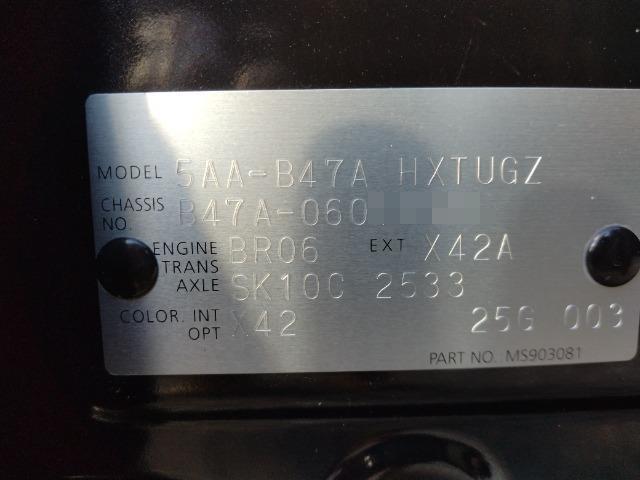 MODEL 5AA-B47A HXTUGZ
CHASSIS NO. B47A-060
ENGINE BR06 EXT X42A
TRANS AXLE SK10C 2533
COLOR. INT OPT X42 25G 003
PART NO. MS903081